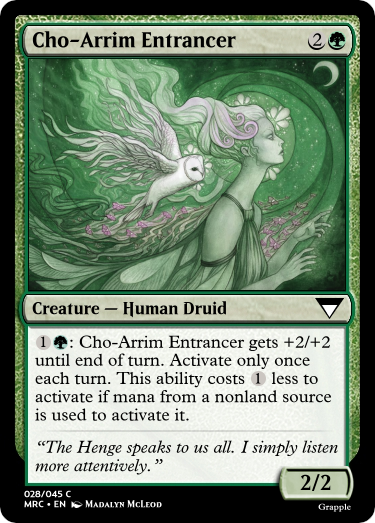 Cho-Arrim Entrancer 2
Creature — Human Druid
1 : Cho-Arrim Entrancer gets +2/+2
until end of turn. Activate only once
each turn. This ability costs 1 less to
activate if mana from a nonland source
is used to activate it.
“The Henge speaks to us all. I simply listen
more attentively.”
2/2
028/045 C
MRC • EN Madalyn McLeod
Grapple